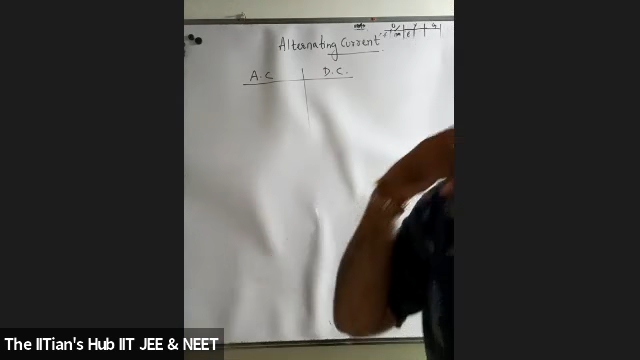 Alternating Current
A.C D.C.
The IITian's Hub IIT JEE & NEET